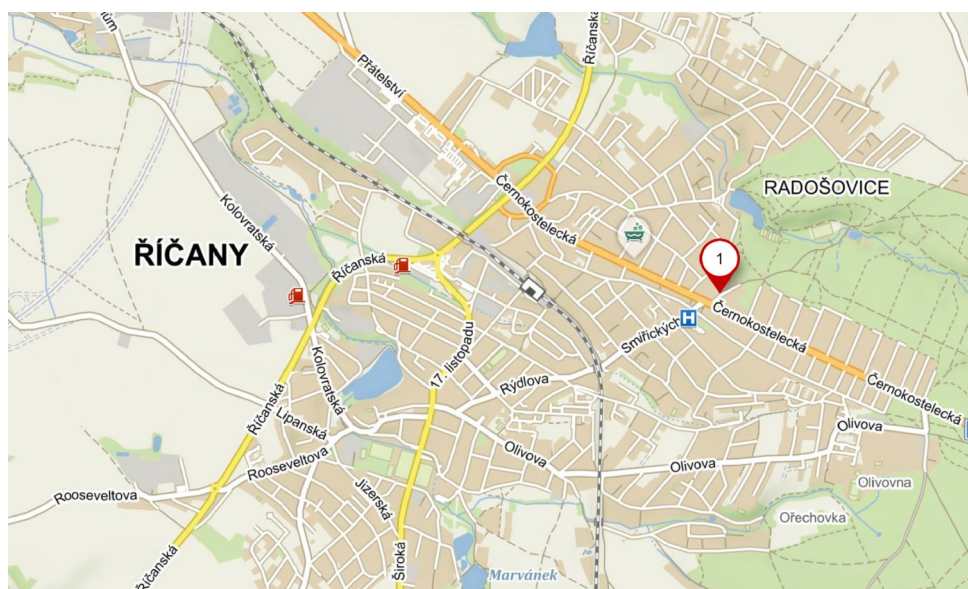 Říčanská
Přátelství
Černokostelecká
RADOŠOVICE
Kolovratská
ŘÍČANY
Říčanská
1
Černokostelecká
Smiřických
H
17. listopadu
Kolovratská
Rýdlova
Černokostelecká
Říčanská
Lipanská
Olivova
Olivova
Rooseveltova
Olivova
Rooseveltova
Jizerská
Olivovna
Ořechovka
Říčanská
Široká
Marvánek